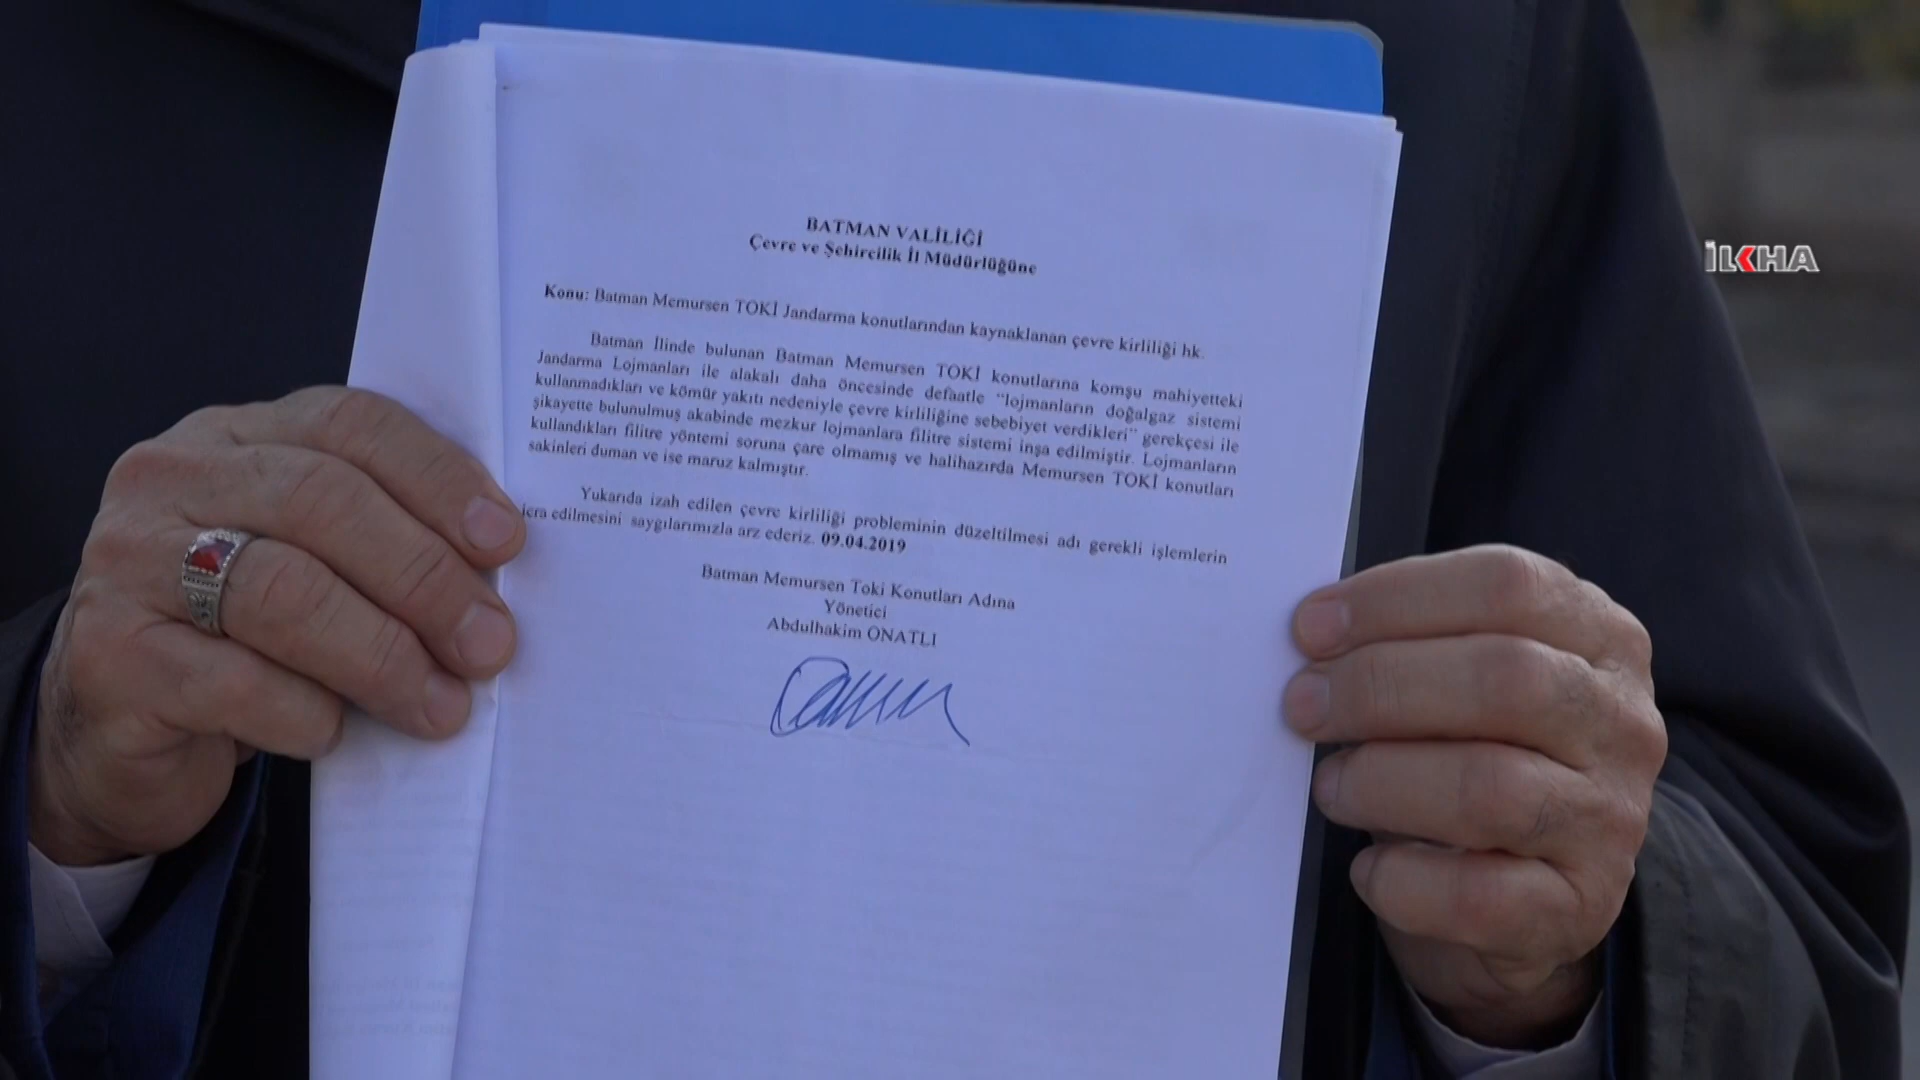 BATMAN VALİLİĞİ
Çevre ve Şehircilik İl Müdürlüğüne
Konu: Batman Memursen TOKİ Jandarma konutlarından kaynaklanan çevre kirliliği hk.
Batman İlinde bulunan Batman Memursen TOKİ konutlarına komşu mahiyetteki
Jandarma Lojmanları ile alakalı daha öncesinde defaatle "lojmanların doğalgaz sistemi
kullanmadıkları ve kömür yakıtı nedeniyle çevre kirliliğine sebebiyet verdikleri" gerekçesi ile
şikayette bulunulmuş akabinde mezkur lojmanlara filitre sistemi inşa edilmiştir. Lojmanların
kullandıkları filitre yöntemi soruna çare olmamış ve halihazırda Memursen TOKİ konutları
sakinleri duman ve ise maruz kalmıştır.
Yukarıda izah edilen çevre kirliliği probleminin düzeltilmesi adı gerekli işlemlerin
icra edilmesini saygılarımızla arz ederiz. 09.04.2019
Batman Memursen Toki Konutları Adına
Yönetici
Abdulhakim ONATLI
İLKHA